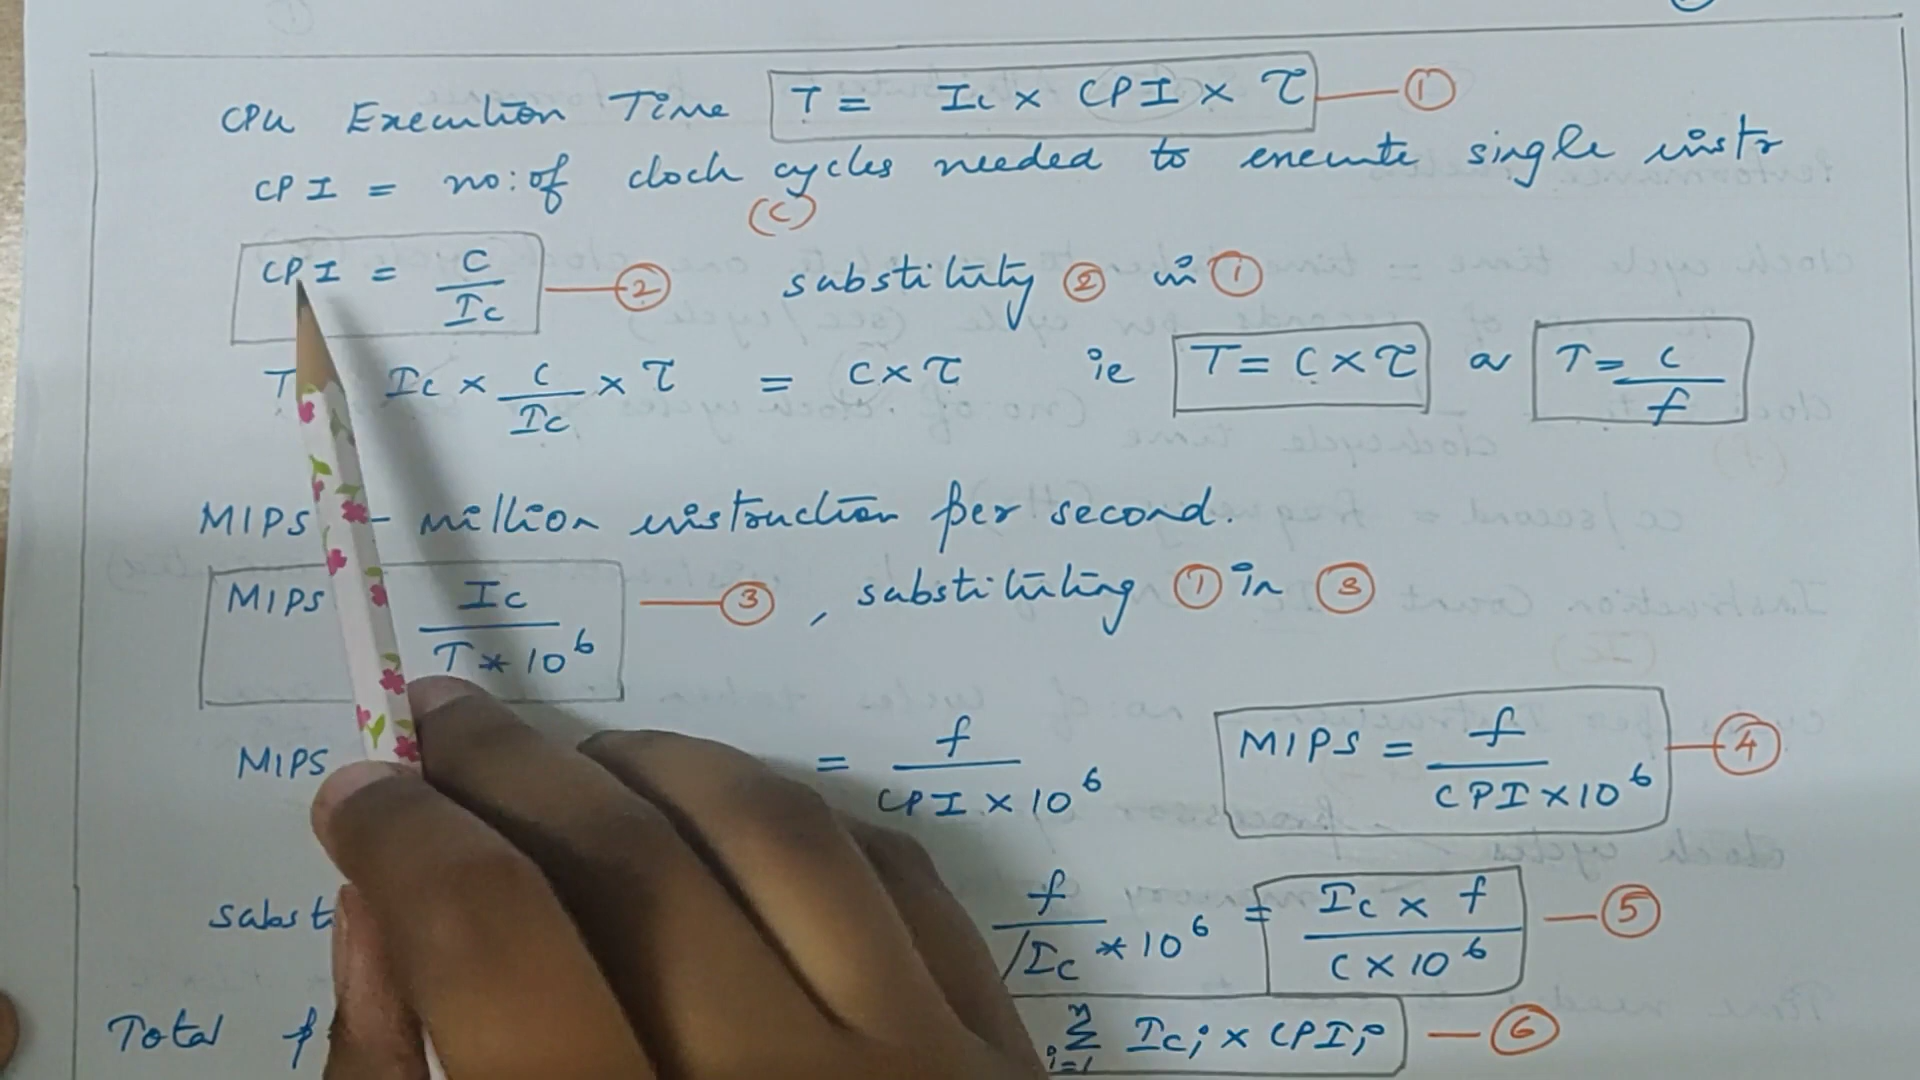 CPU Execution Time T = Ic × CPI × τ — ①
CPI = no: of clock cycles needed to execute single instr
(C)
CPI = C/Ic — ② substituting ② in ①
T Ic × C/Ic × τ = C × τ ie T = C × τ or T = C/f
MIPS – million instruction per second.
MIPS Ic/T * 10^6 — ③ , substituting ① in ③
MIPS = f/CPI × 10^6 MIPS = f/CPI × 10^6 — ④
f/ /Ic * 10^6 = Ic × f/C × 10^6 — ⑤
Total n Σ i=1 Ici × CPIi — ⑥